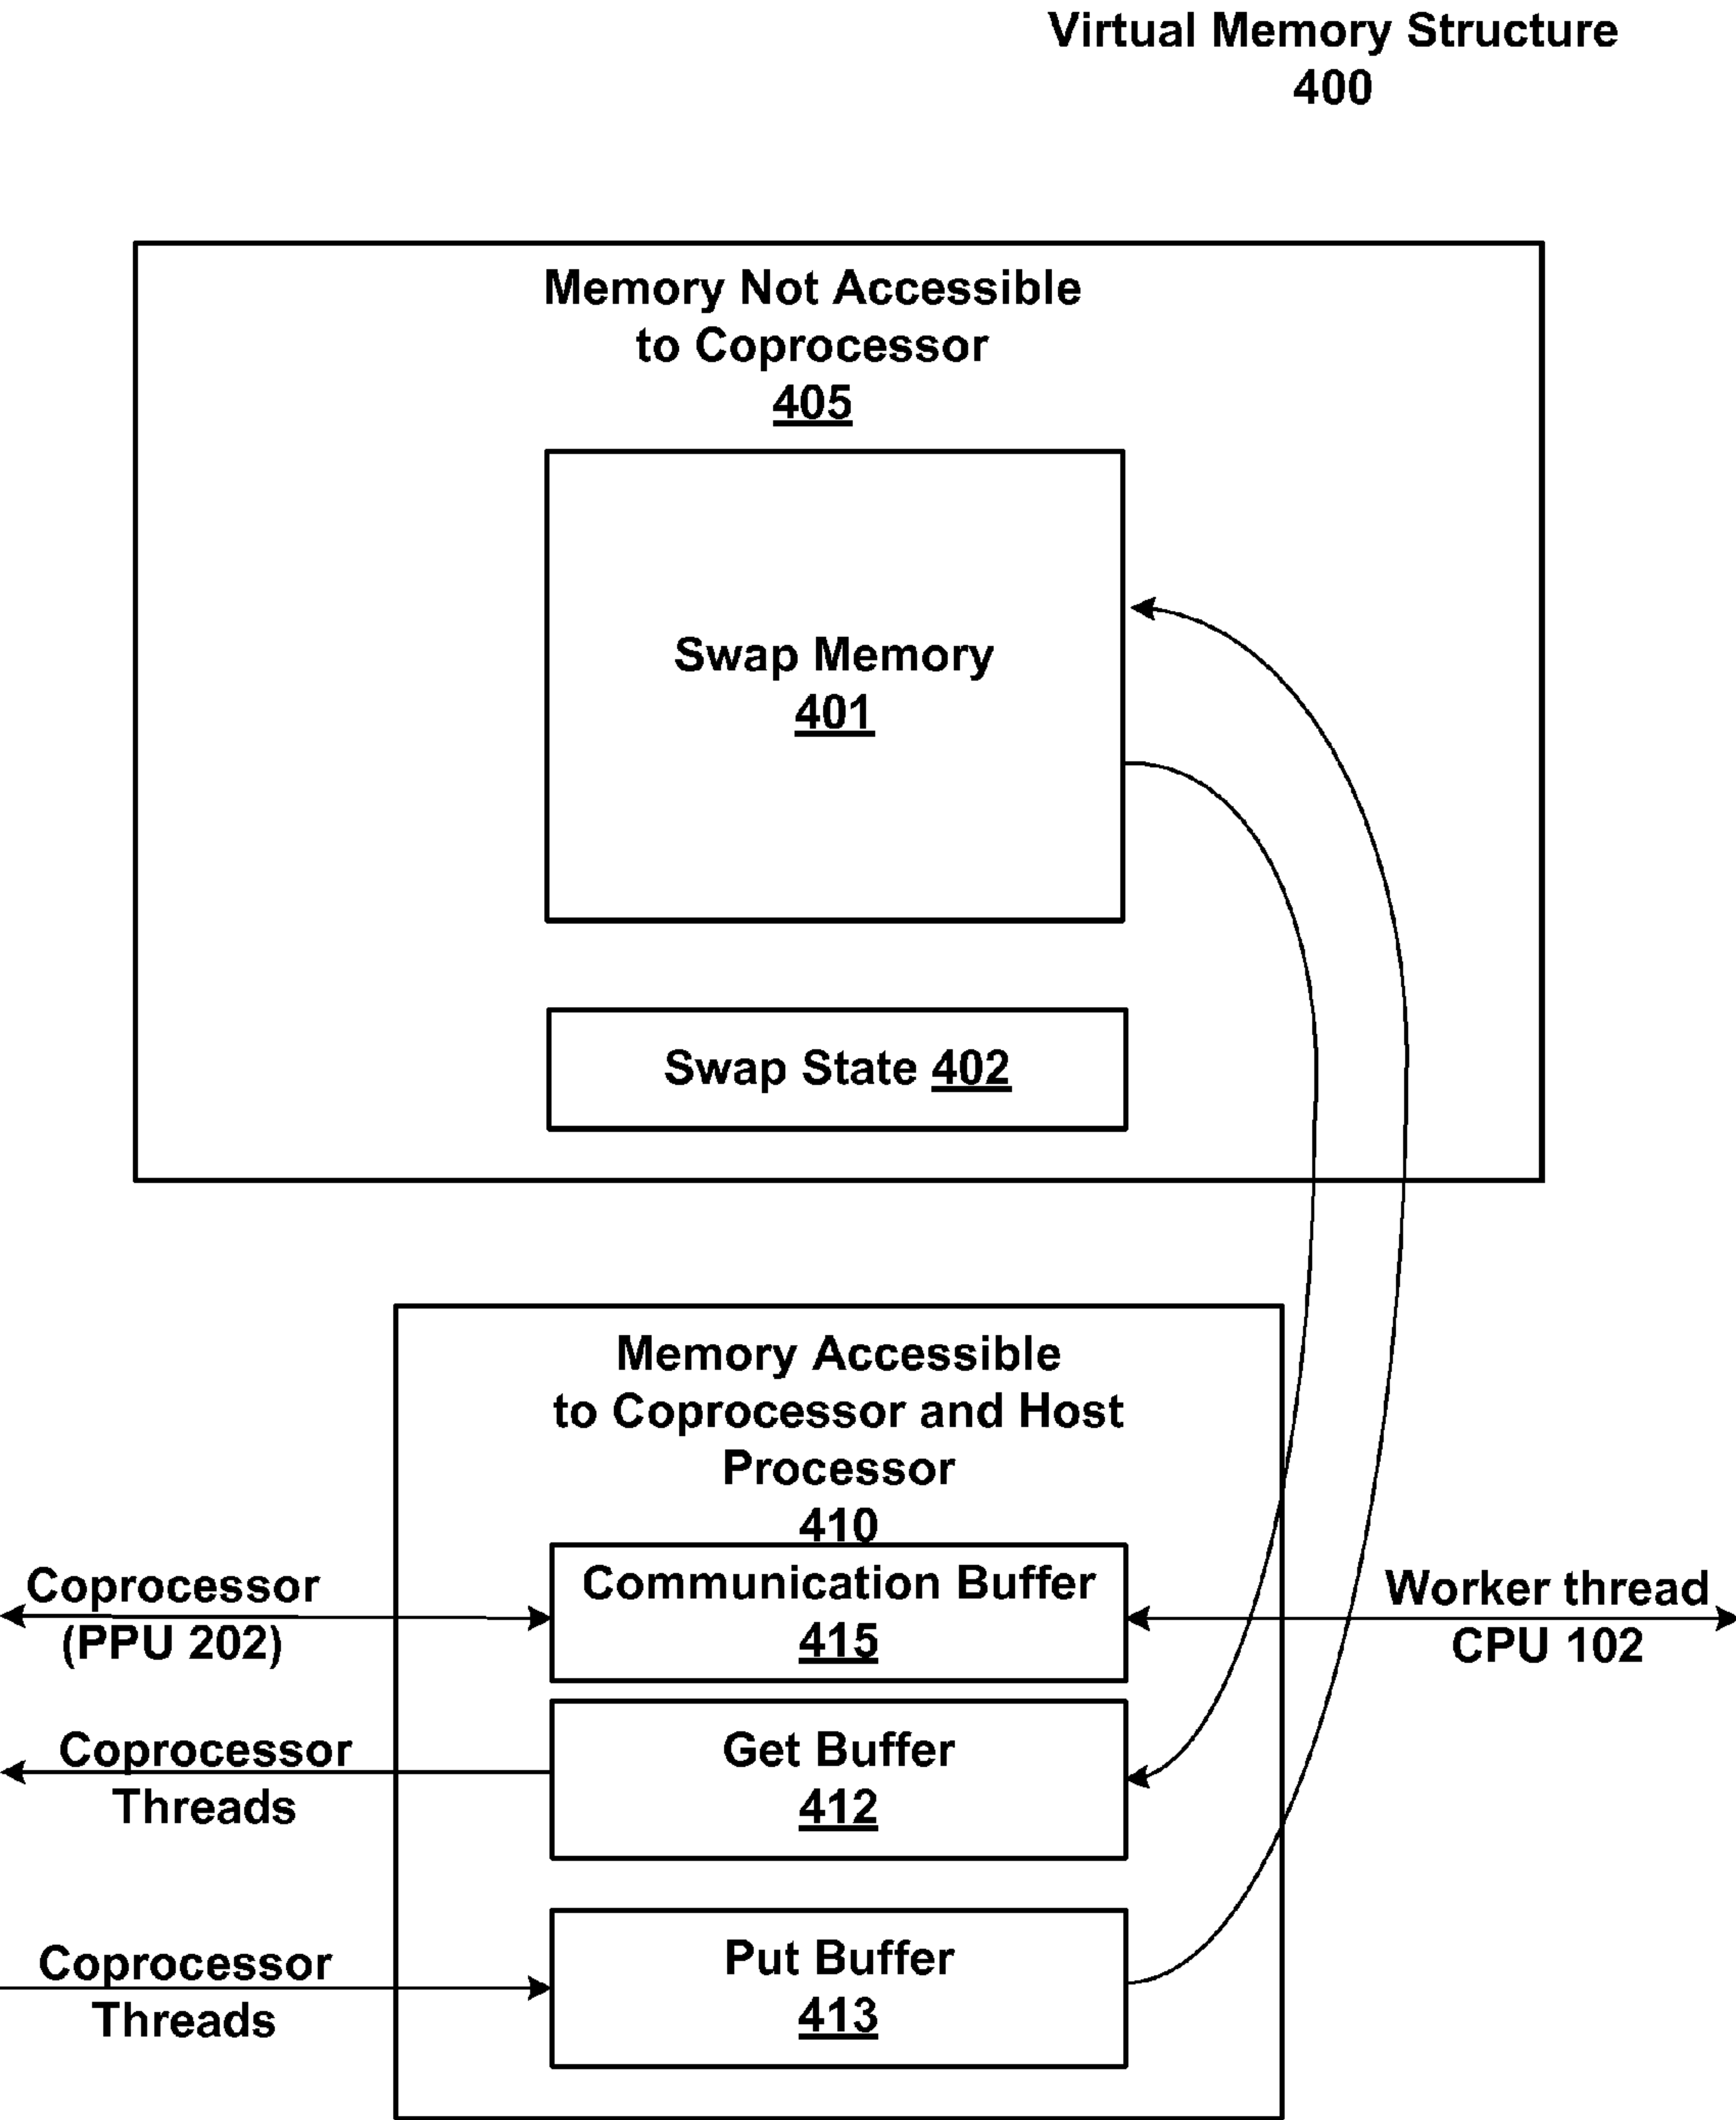 Virtual Memory Structure
400
Memory Not Accessible
to Coprocessor
405
Swap Memory
401
Swap State 402
Memory Accessible
to Coprocessor and Host
Processor
410
Communication Buffer
415
Coprocessor
(PPU 202)
Worker thread
CPU 102
Get Buffer
412
Coprocessor
Threads
Put Buffer
413
Coprocessor
Threads